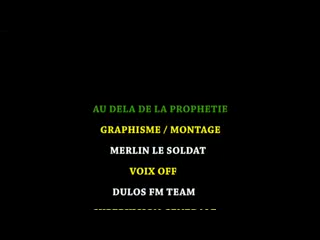 AU DELA DE LA PROPHETIE
GRAPHISME / MONTAGE
MERLIN LE SOLDAT
VOIX OFF
DULOS FM TEAM